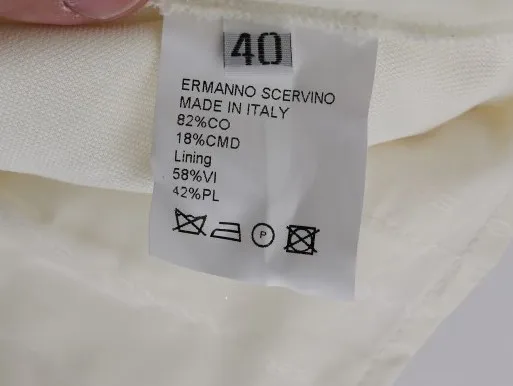 40
ERMANNO SCERVINO
MADE IN ITALY
82%CO
18%CMD
Lining
58%VI
42%PL
P